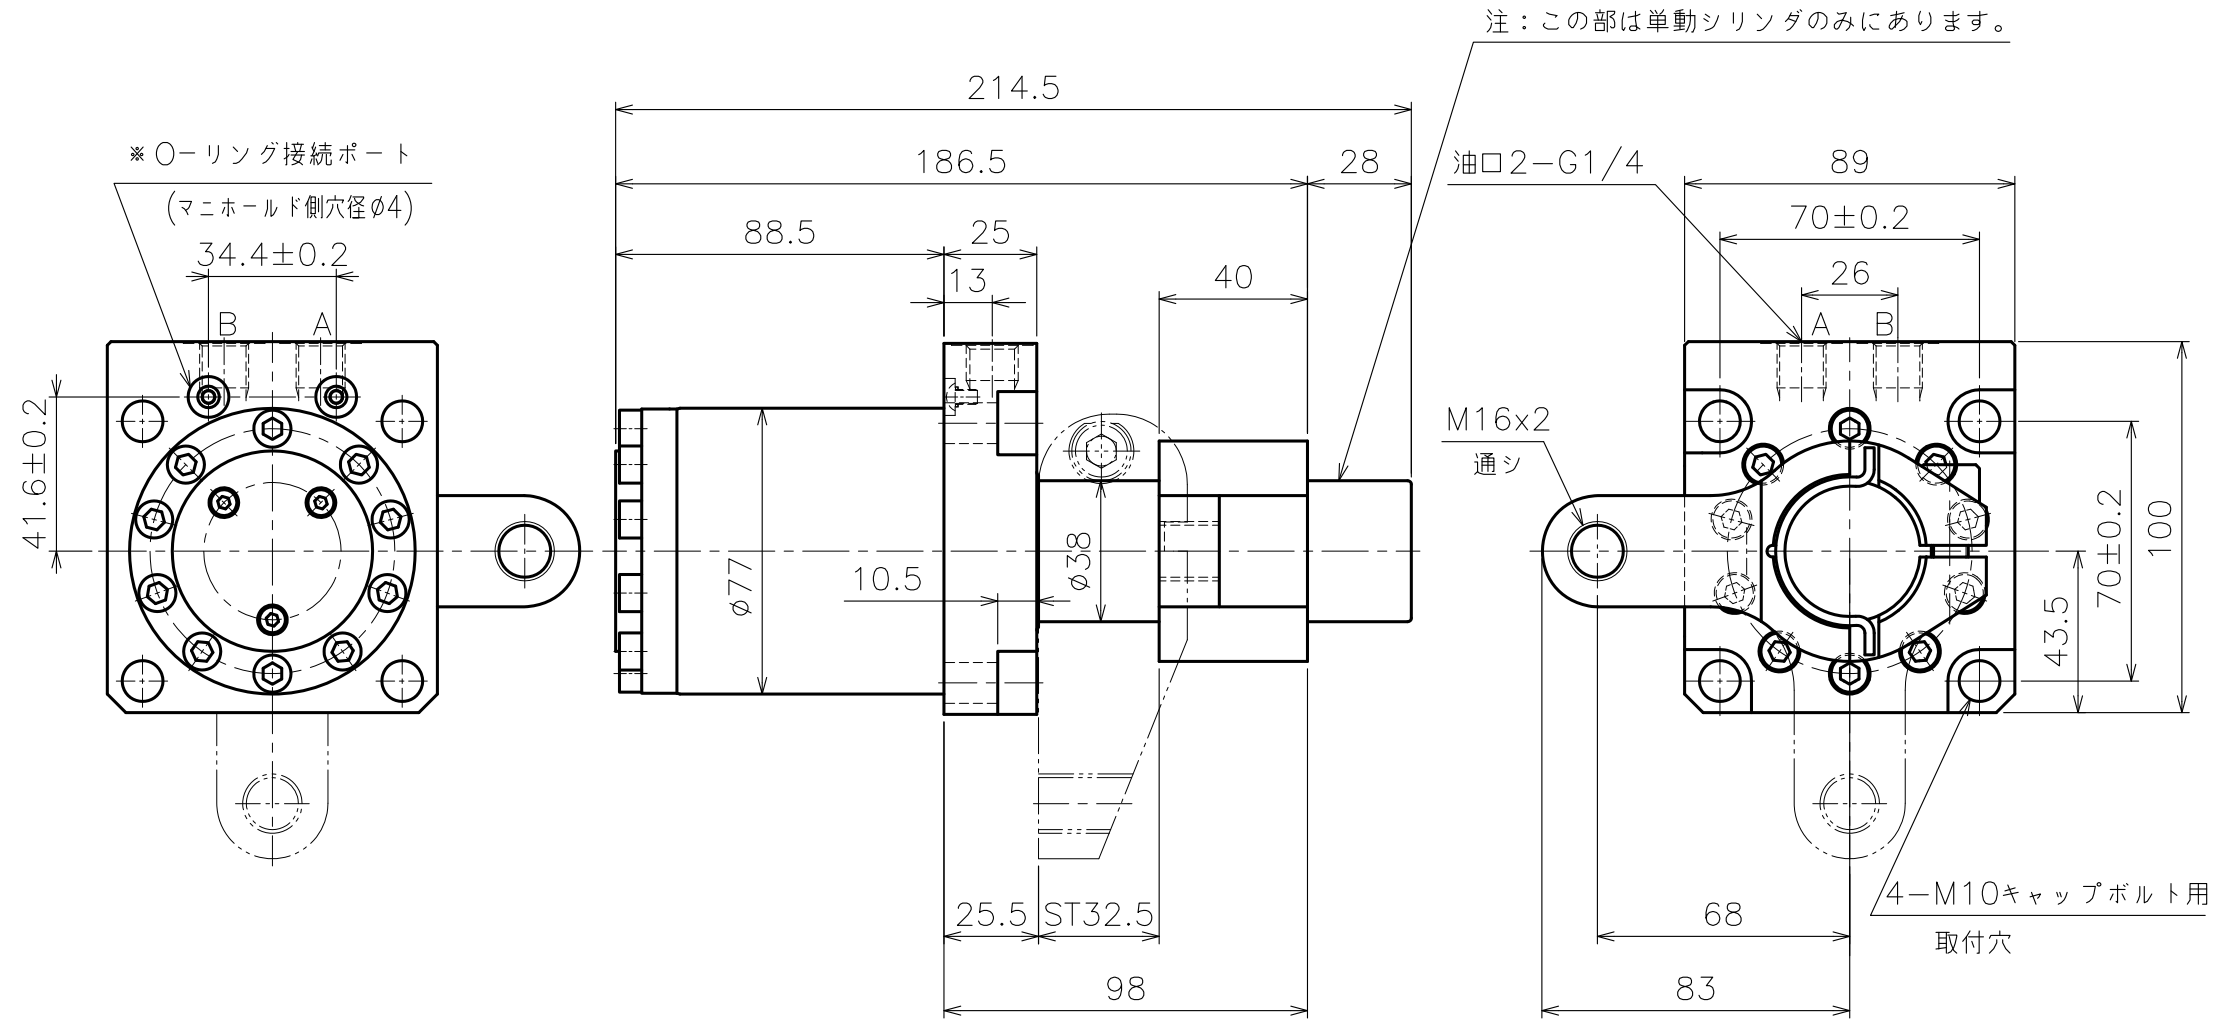 注：この部は単動シリンダのみにあります。
214.5
※O-リング接続ポート
(マニホールド側穴径φ4)
34.4±0.2
B A
41.6±0.2
186.5
28
88.5
25
13
40
油口2-G1/4
89
70±0.2
26
A B
M16x2
通シ
φ77
10.5
φ38
70±0.2
100
43.5
25.5
ST32.5
98
68
83
4-M10キャップボルト用
取付穴